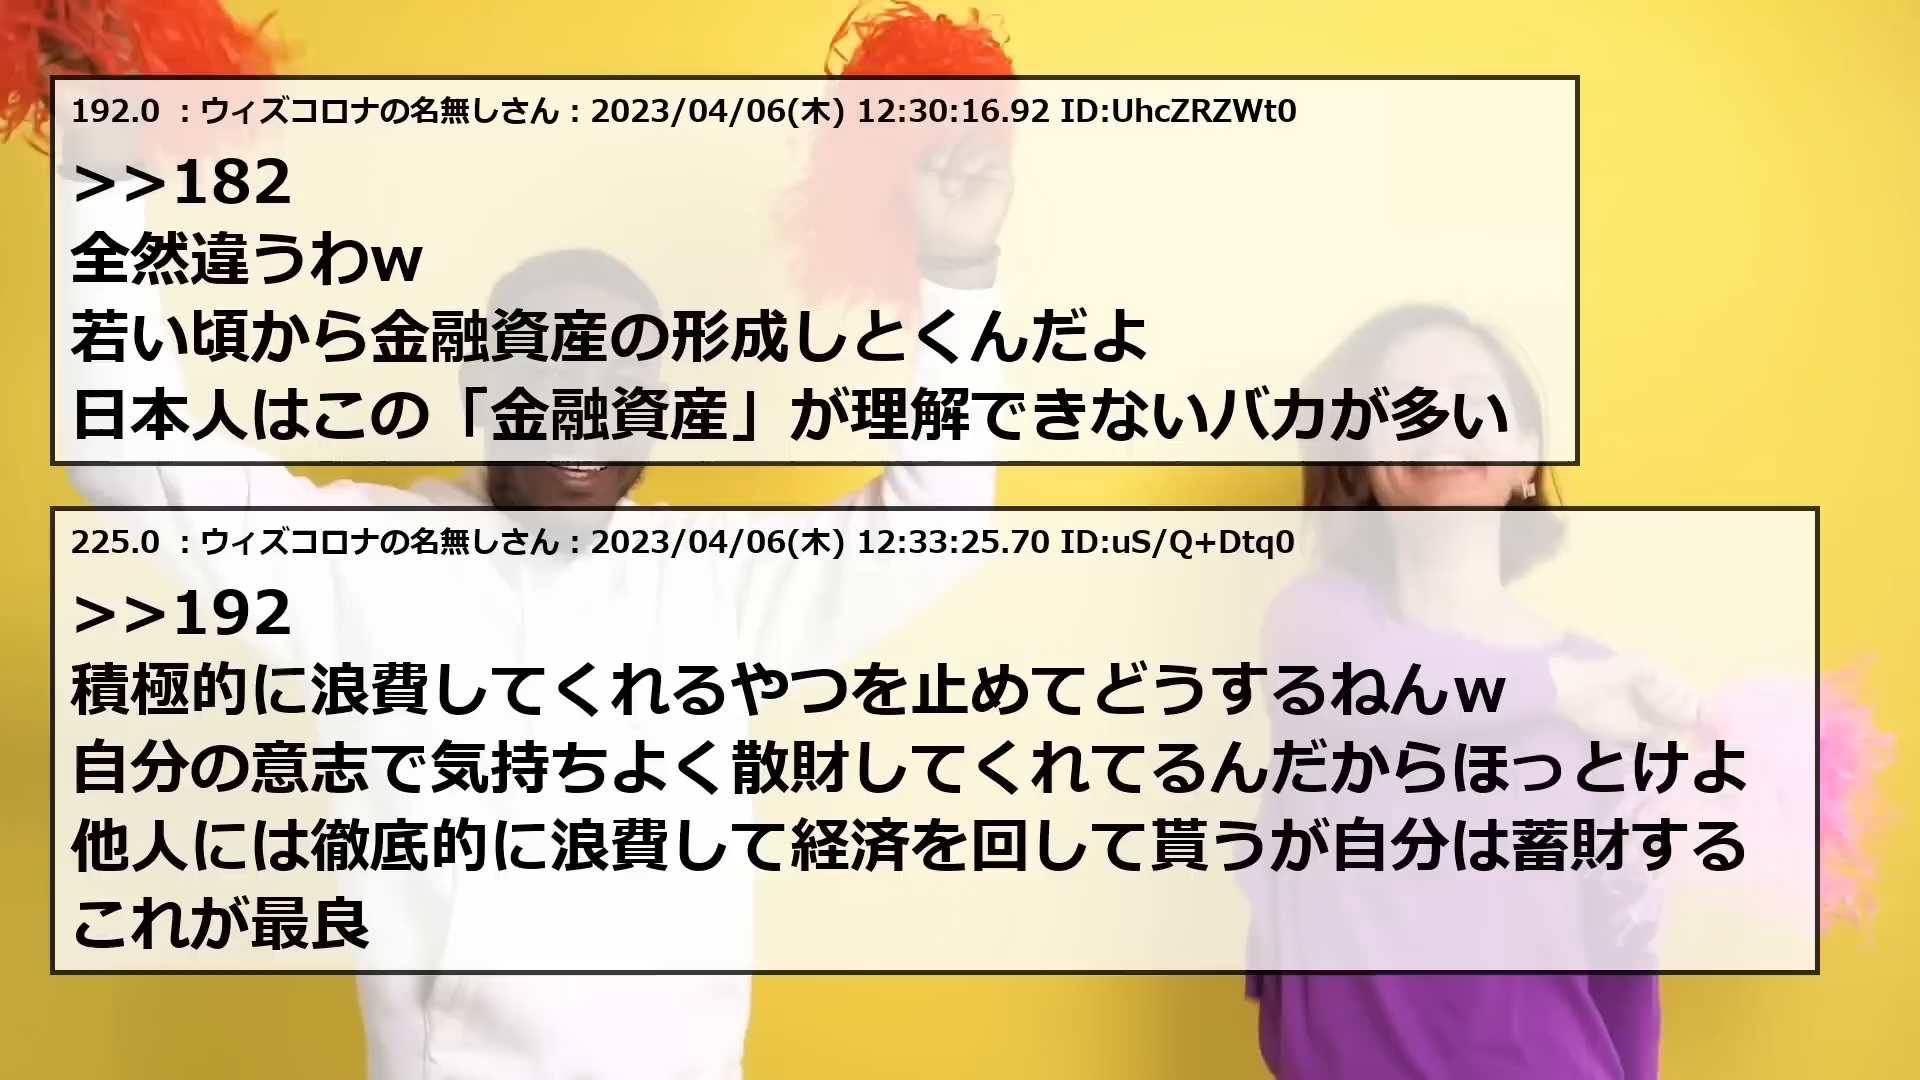 192.0 ：ウィズコロナの名無しさん：2023/04/06(木) 12:30:16.92 ID:UhcZRZWt0
>>182
全然違うわw
若い頃から金融資産の形成しとくんだよ
日本人はこの「金融資産」が理解できないバカが多い
225.0 ：ウィズコロナの名無しさん：2023/04/06(木) 12:33:25.70 ID:uS/Q+Dtq0
>>192
積極的に浪費してくれるやつを止めてどうするねんｗ
自分の意志で気持ちよく散財してくれてるんだからほっとけよ
他人には徹底的に浪費して経済を回して貰うが自分は蓄財する
これが最良